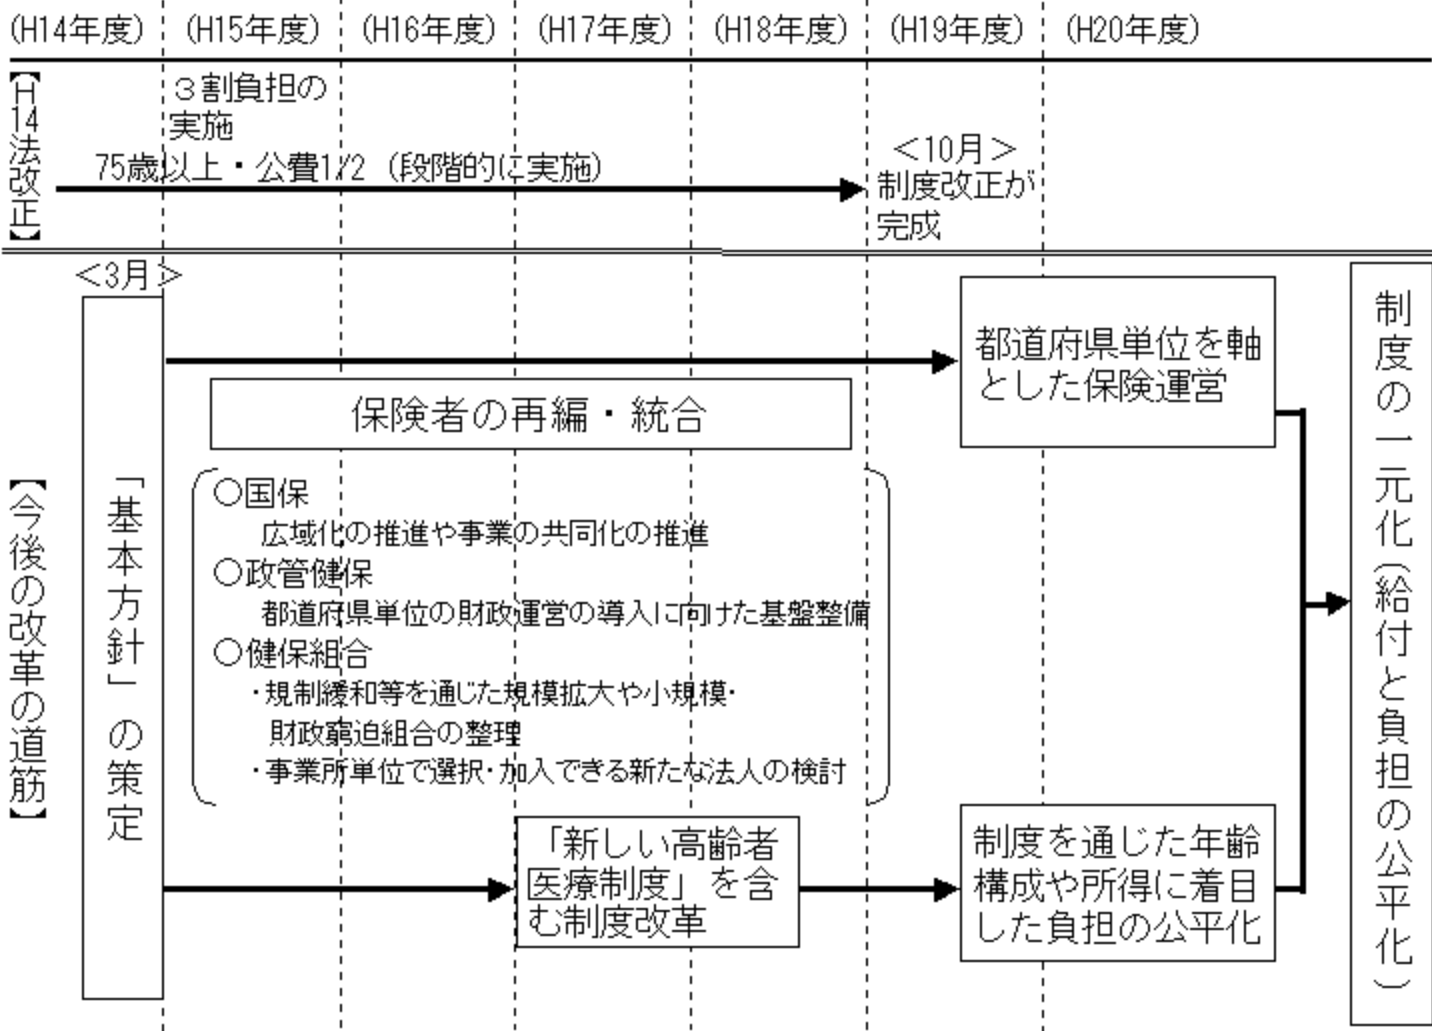 (H14年度) (H15年度) (H16年度) (H17年度) (H18年度) (H19年度) (H20年度)
【H14法改正】
３割負担の
実施
75歳以上・公費1/2 (段階的に実施)
＜10月＞
制度改正が
完成
＜3月＞
【今後の改革の道筋】
「基本方針」の策定
都道府県単位を軸
とした保険運営
保険者の再編・統合
○国保
広域化の推進や事業の共同化の推進
○政管健保
都道府県単位の財政運営の導入に向けた基盤整備
○健保組合
・規制緩和等を通じた規模拡大や小規模・
財政窮迫組合の整理
・事業所単位で選択・加入できる新たな法人の検討
「新しい高齢者
医療制度」を含
む制度改革
制度を通じた年齢
構成や所得に着目
した負担の公平化
制度の一元化(給付と負担の公平化)